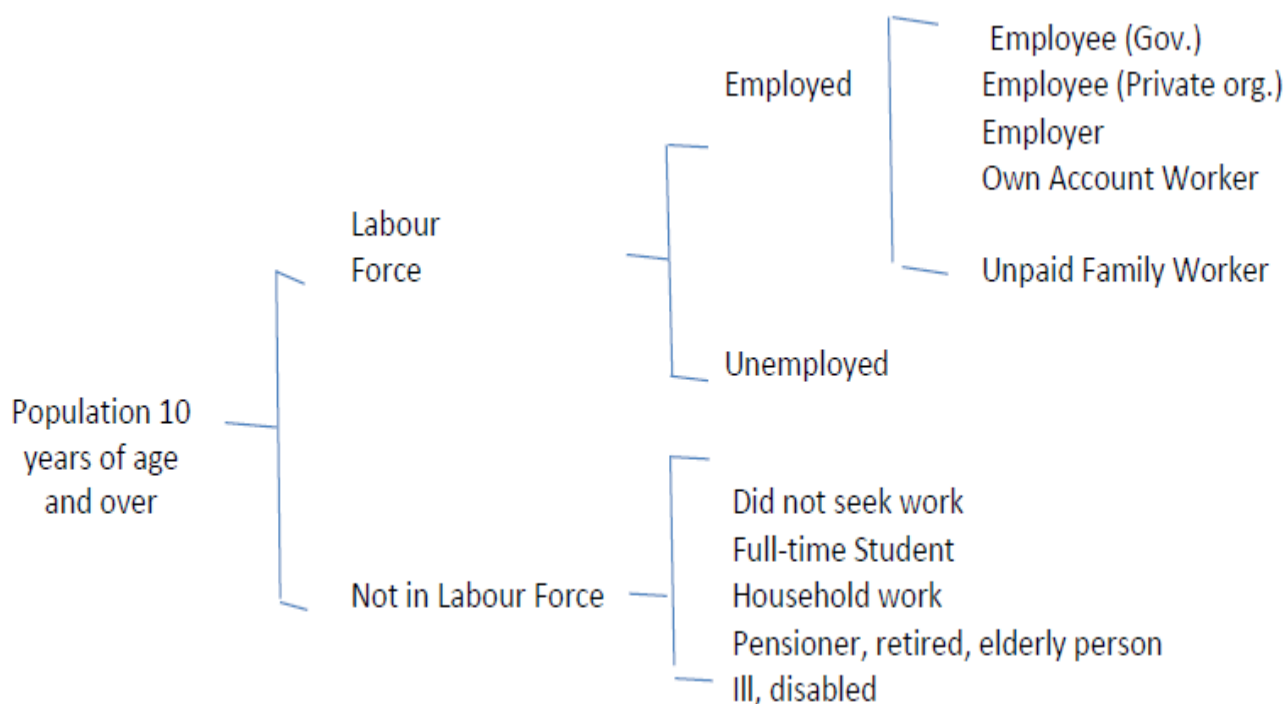 Employee (Gov.)
Employed
Employee (Private org.)
Employer
Own Account Worker
Labour
Force
Unpaid Family Worker
Unemployed
Population 10
years of age
and over
Did not seek work
Full-time Student
Not in Labour Force
Household work
Pensioner, retired, elderly person
Ill, disabled